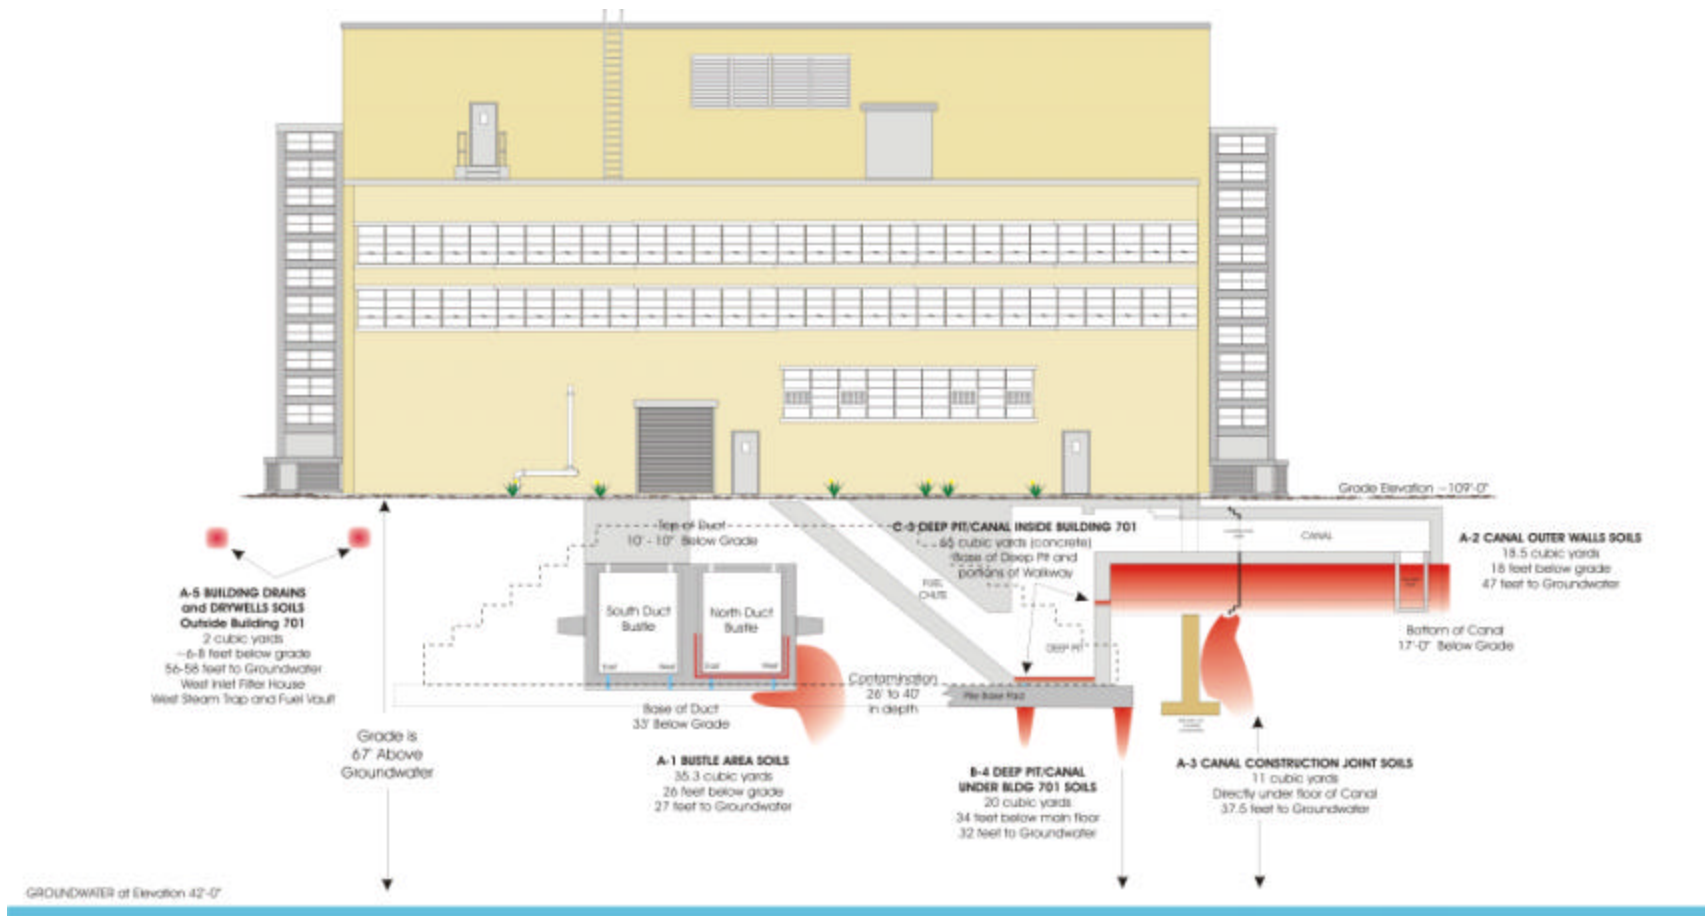 Grade Elevation ~109'-0"
Top of Duct
10' - 10" Below Grade
C-3 DEEP PIT/CANAL INSIDE BUILDING 701
65 cubic yards (concrete)
Base of Deep Pit and
portions of Walkway
CANAL
A-2 CANAL OUTER WALLS SOILS
18.5 cubic yards
18 feet below grade
47 feet to Groundwater
FUEL
CHUTE
A-5 BUILDING DRAINS
and DRYWELLS SOILS
Outside Building 701
2 cubic yards
~6-8 feet below grade
56-58 feet to Groundwater
West Inlet Filter House
West Steam Trap and Fuel Vault
South Duct
Bustle
North Duct
Bustle
East
West
East
West
DEEP PIT
Bottom of Canal
17'-0" Below Grade
Contamination
26' to 40'
in depth
Pile Base Pad
Base of Duct
33' Below Grade
Grade is
67' Above
Groundwater
A-1 BUSTLE AREA SOILS
35.3 cubic yards
26 feet below grade
27 feet to Groundwater
B-4 DEEP PIT/CANAL
UNDER BLDG 701 SOILS
20 cubic yards
34 feet below main floor
32 feet to Groundwater
A-3 CANAL CONSTRUCTION JOINT SOILS
11 cubic yards
Directly under floor of Canal
37.5 feet to Groundwater
GROUNDWATER at Elevation 42'-0"